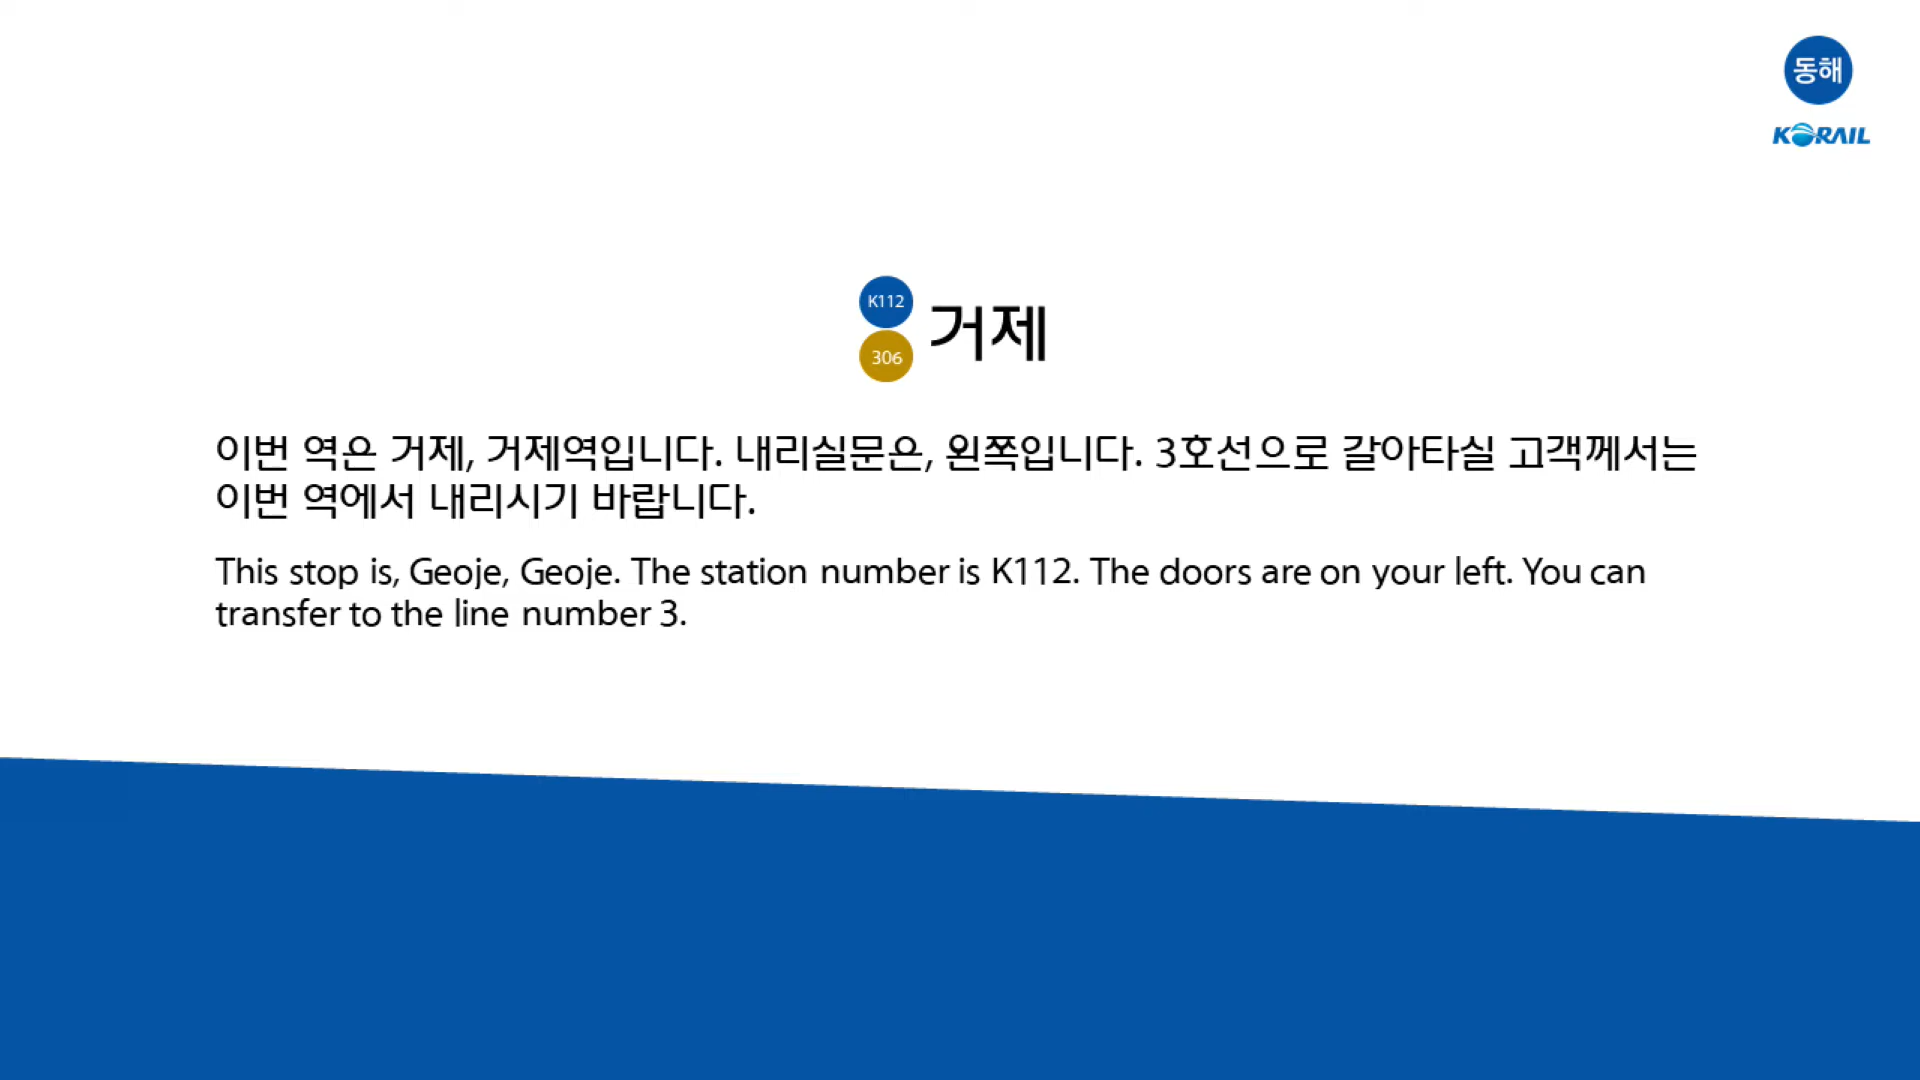 동해
KORAIL
K112
306
거제
이번 역은 거제, 거제역입니다. 내리실문은, 왼쪽입니다. 3호선으로 갈아타실 고객께서는
이번 역에서 내리시기 바랍니다.
This stop is, Geoje, Geoje. The station number is K112. The doors are on your left. You can
transfer to the line number 3.